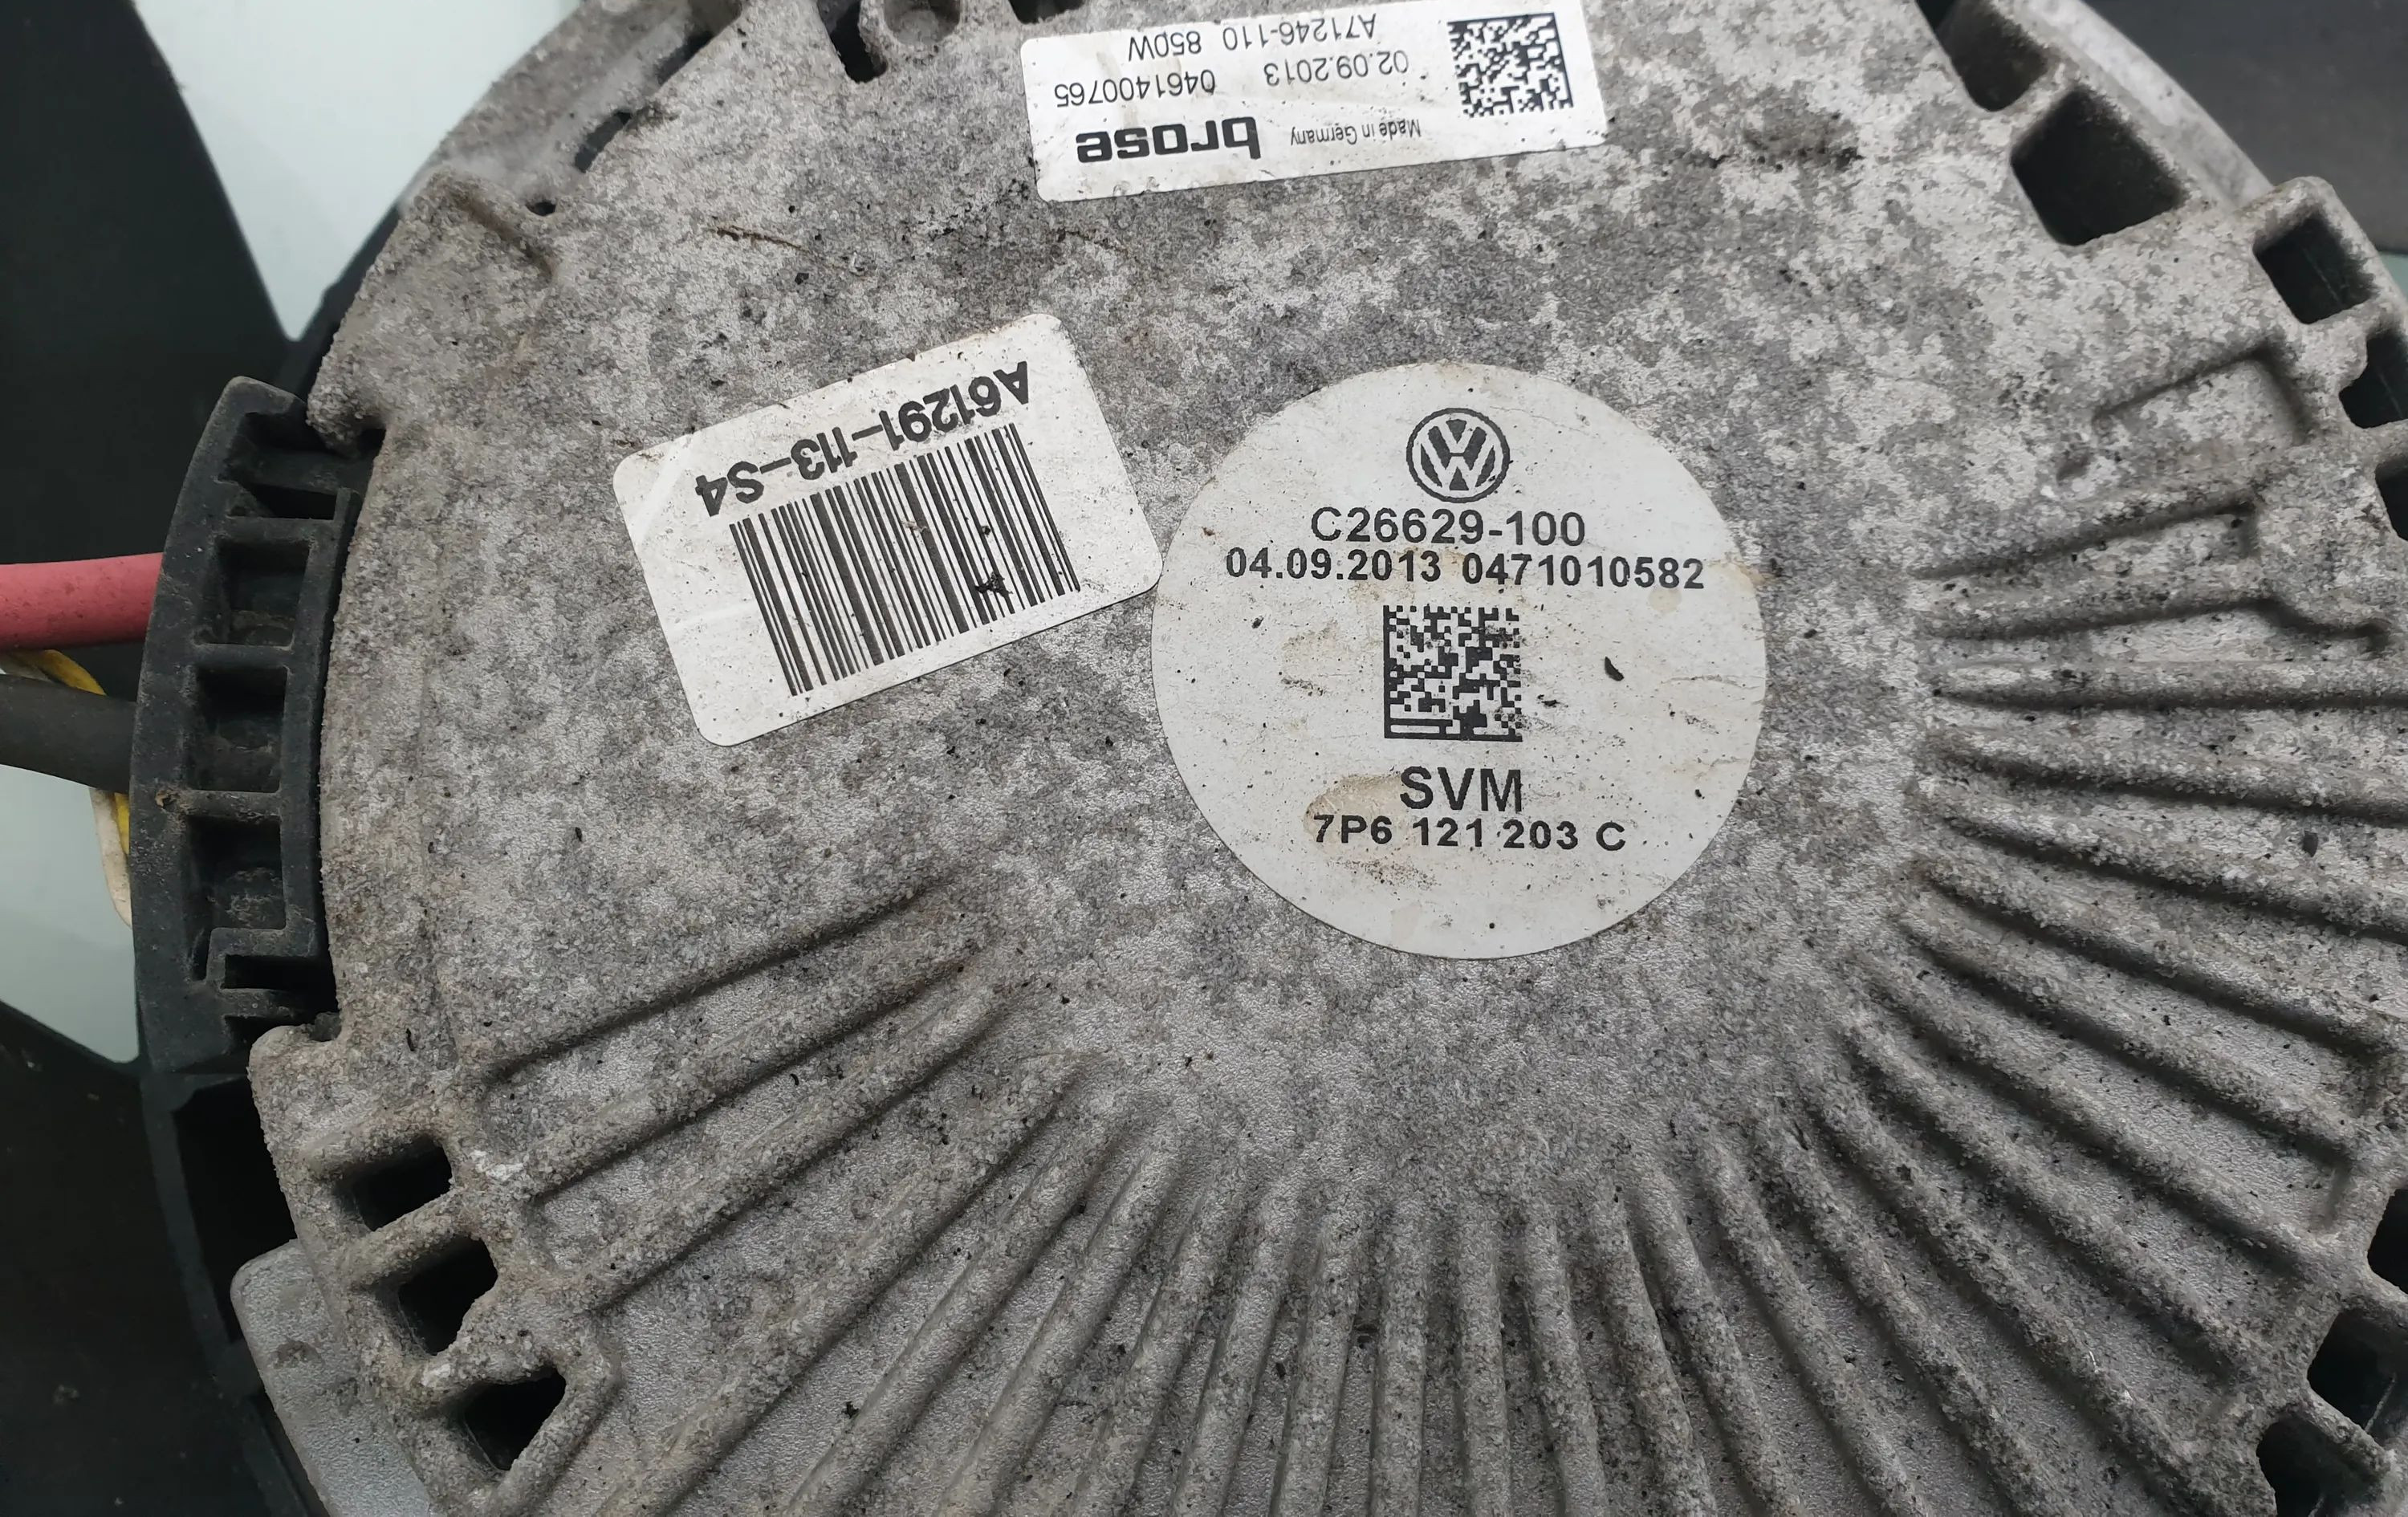 brose Made in Germany
0461400765 02.09.2013
A71246-110 850W
A61291-113-S4
VW
C26629-100
04.09.2013 0471010582
SVM
7P6 121 203 C